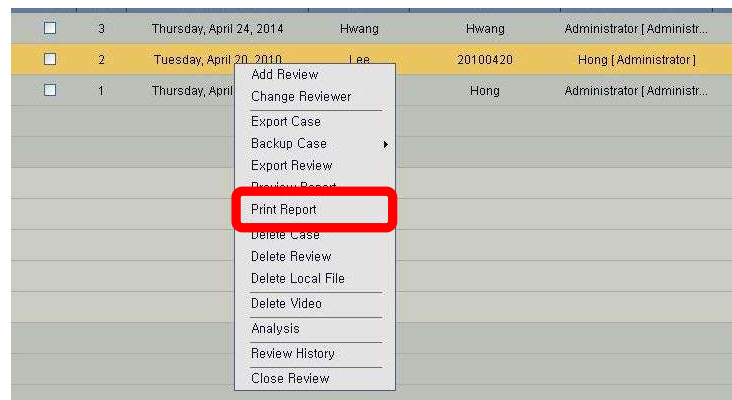 3 Thursday, April 24, 2014 Hwang Hwang Administrator [ Administr...
2 Tuesday, April 20, 2010 Lee 20100420 Hong [ Administrator ]
1 Thursday, April Hong Administrator [ Administr...
Add Review
Change Reviewer
Export Case
Backup Case
Export Review
Preview Report
Print Report
Delete Case
Delete Review
Delete Local File
Delete Video
Analysis
Review History
Close Review